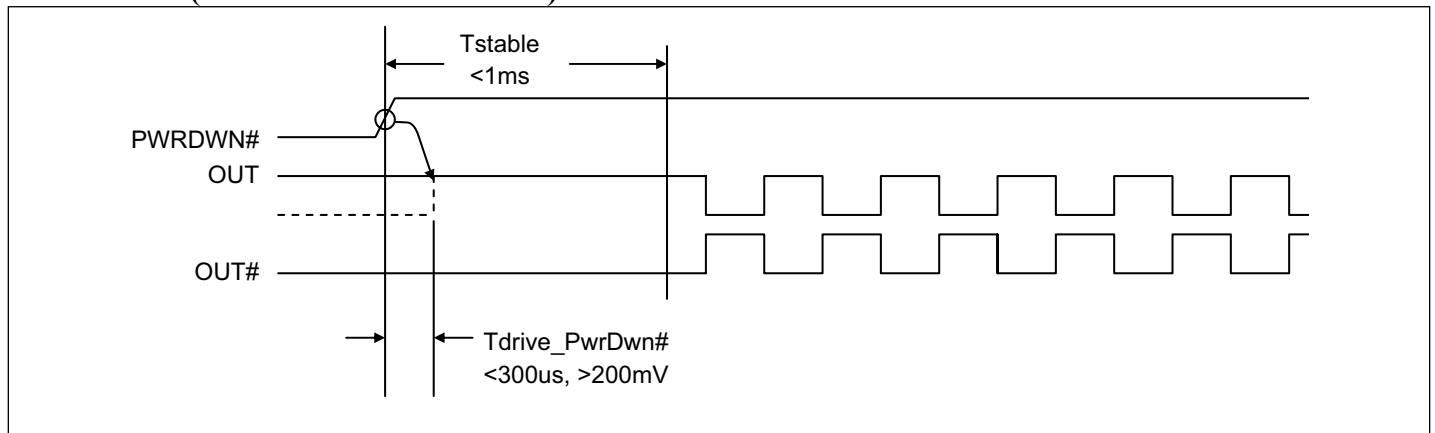 Tstable
<1ms
PWRDWN#
OUT
OUT#
Tdrive_PwrDwn#
<300us, >200mV